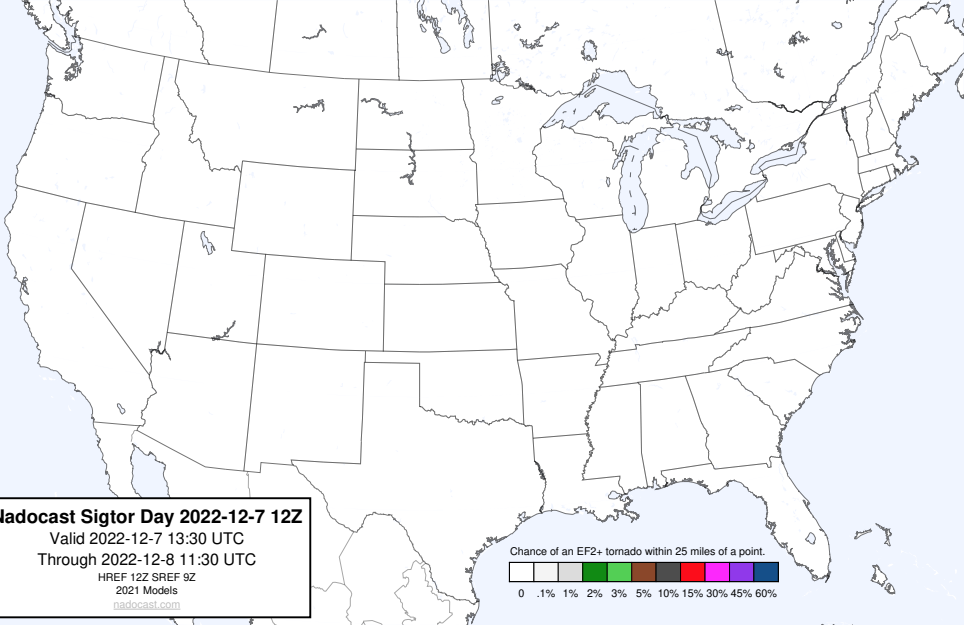 Nadocast Sigtor Day 2022-12-7 12Z
Valid 2022-12-7 13:30 UTC
Through 2022-12-8 11:30 UTC
HREF 12Z SREF 9Z
2021 Models
nadocast.com
Chance of an EF2+ tornado within 25 miles of a point.
0 .1% 1% 2% 3% 5% 10% 15% 30% 45% 60%